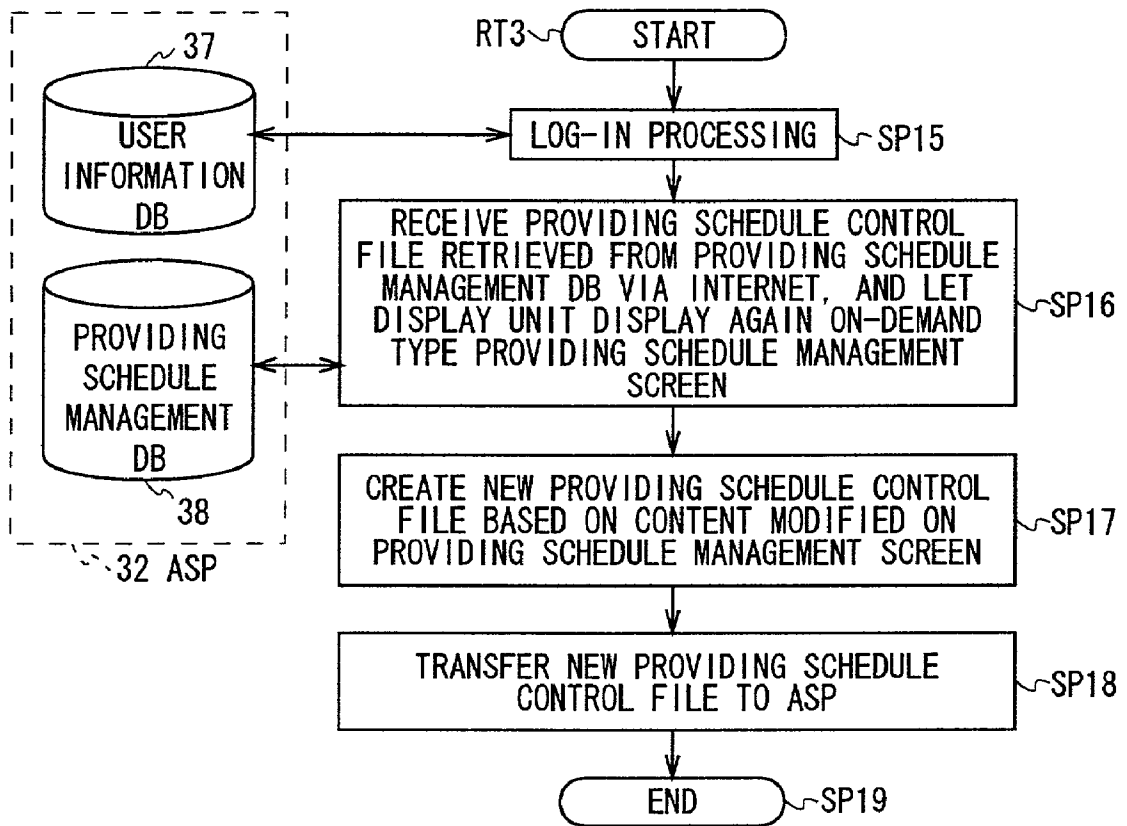 RT3
START
37
USER
INFORMATION
DB
LOG-IN PROCESSING
SP15
RECEIVE PROVIDING SCHEDULE CONTROL
FILE RETRIEVED FROM PROVIDING SCHEDULE
MANAGEMENT DB VIA INTERNET, AND LET
DISPLAY UNIT DISPLAY AGAIN ON-DEMAND
TYPE PROVIDING SCHEDULE MANAGEMENT
SCREEN
SP16
PROVIDING
SCHEDULE
MANAGEMENT
DB
38
32 ASP
CREATE NEW PROVIDING SCHEDULE CONTROL
FILE BASED ON CONTENT MODIFIED ON
PROVIDING SCHEDULE MANAGEMENT SCREEN
SP17
TRANSFER NEW PROVIDING SCHEDULE
CONTROL FILE TO ASP
SP18
END
SP19